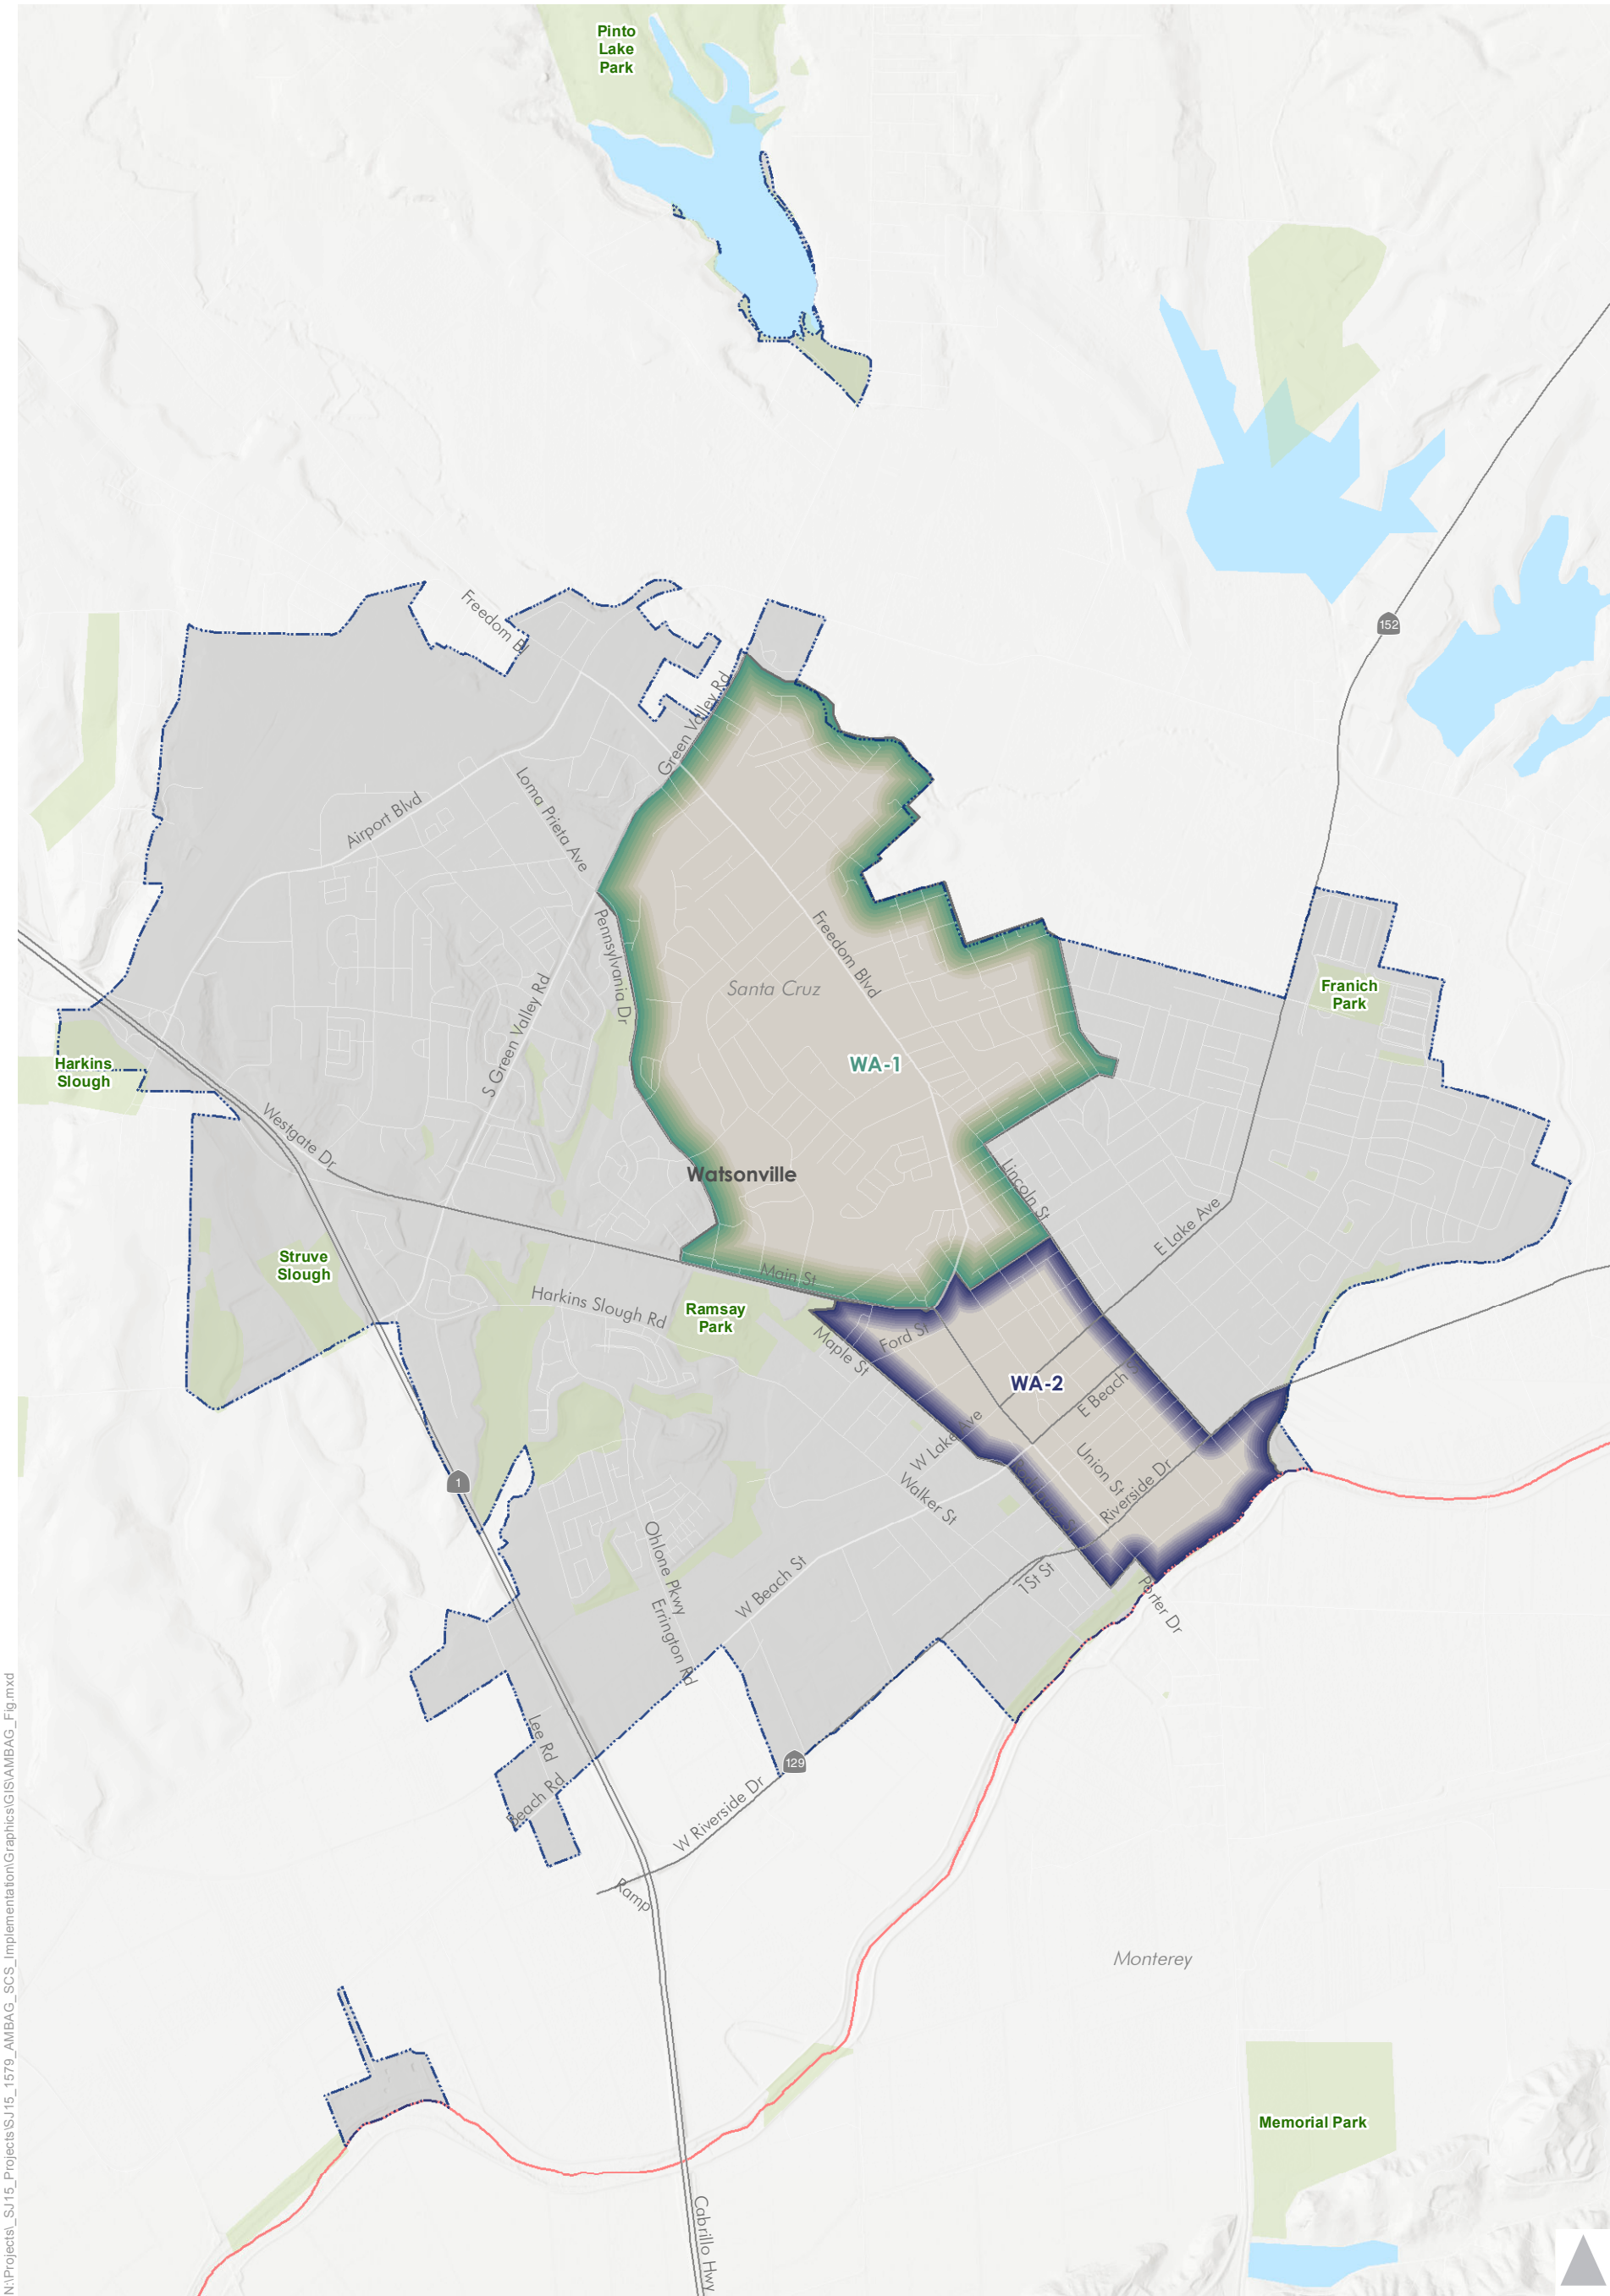 Pinto
Lake
Park
Freedom Bl
152
Green Valley Rd
Loma Prieta Ave
Airport Blvd
Pennsylvania Dr
Freedom Blvd
Santa Cruz
Franich
Park
S Green Valley Rd
WA-1
Harkins
Slough
Westgate Dr
Watsonville
Lincoln St
E Lake Ave
Struve
Slough
Main St
Harkins Slough Rd
Ramsay
Park
Ford St
Maple St
WA-2
E Beach S
W Lake Ave
Union St
1
Walker St
Riverside Dr
Ohlone Pkwy
W Beach St
1St St
Porter Dr
Errington Rd
Lee Rd
129
Beach Rd
W Riverside Dr
Ramp
Monterey
Memorial Park
Cabrillo Hwy
N:\Projects\_SJ15_Projects\SJ15_1579_AMBAG_SCS_Implementation\Graphics\GIS\AMBAG_Fig.mxd